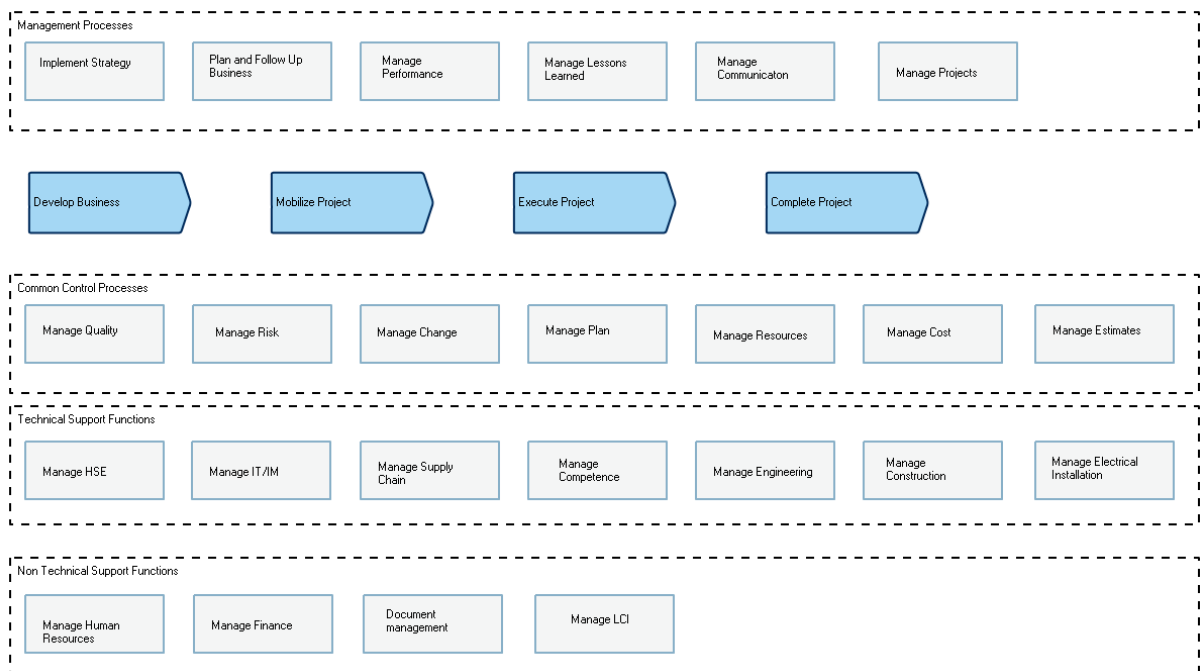 Management Processes
Implement Strategy
Plan and Follow Up
Business
Manage
Performance
Manage Lessons
Learned
Manage
Communicaton
Manage Projects
Develop Business
Mobilize Project
Execute Project
Complete Project
Common Control Processes
Manage Quality
Manage Risk
Manage Change
Manage Plan
Manage Resources
Manage Cost
Manage Estimates
Technical Support Functions
Manage HSE
Manage IT/IM
Manage Supply
Chain
Manage
Competence
Manage Engineering
Manage
Construction
Manage Electrical
Installation
Non Technical Support Functions
Manage Human
Resources
Manage Finance
Document
management
Manage LCI